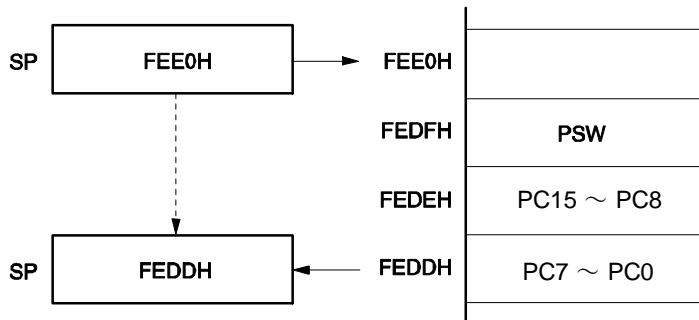 SP FEE0H FEE0H
FEDFH PSW
FEDEH PC15 ～ PC8
SP FEDDH FEDDH PC7 ～ PC0